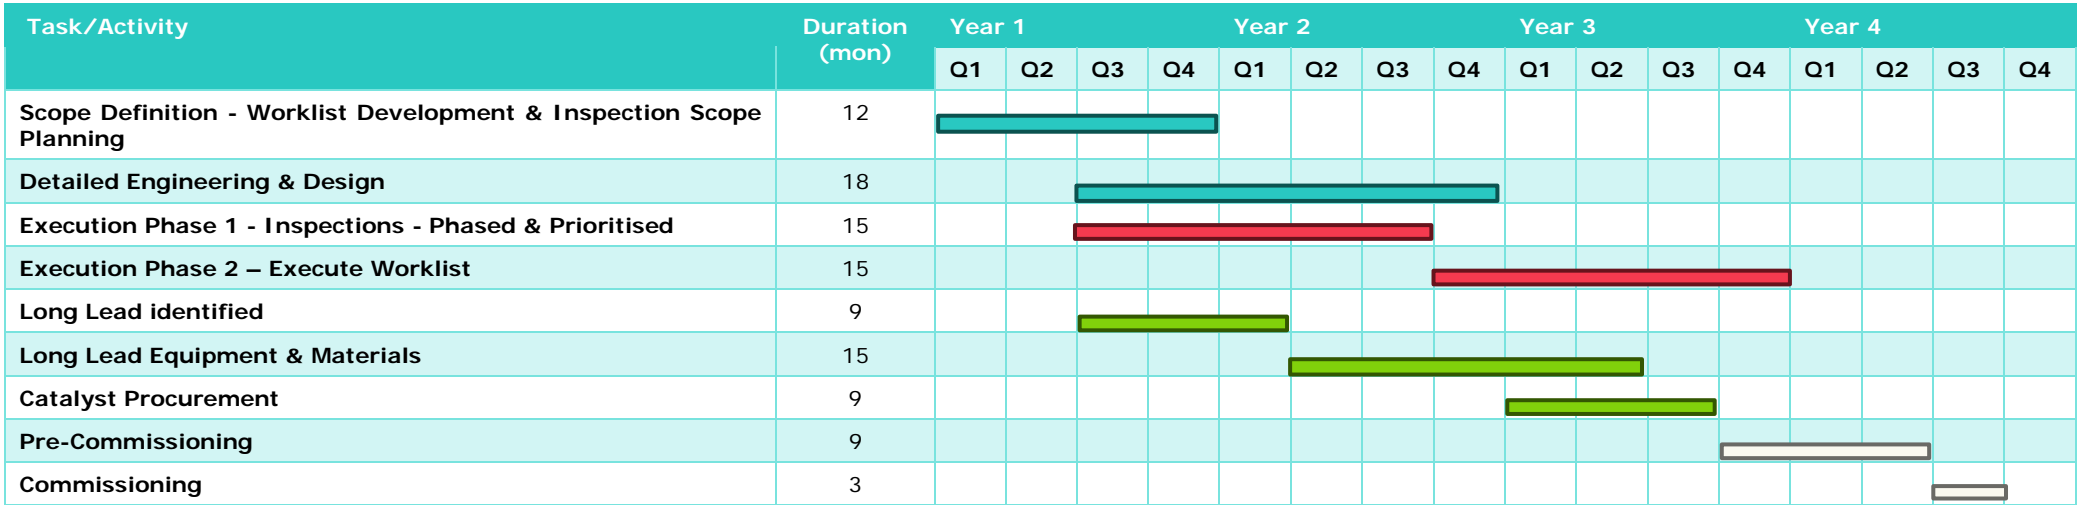 Task/Activity Duration (mon) Year 1 Year 2 Year 3 Year 4
Q1 Q2 Q3 Q4 Q1 Q2 Q3 Q4 Q1 Q2 Q3 Q4 Q1 Q2 Q3 Q4
Scope Definition - Worklist Development & Inspection Scope 12
Planning
Detailed Engineering & Design 18
Execution Phase 1 - Inspections - Phased & Prioritised 15
Execution Phase 2 – Execute Worklist 15
Long Lead identified 9
Long Lead Equipment & Materials 15
Catalyst Procurement 9
Pre-Commissioning 9
Commissioning 3